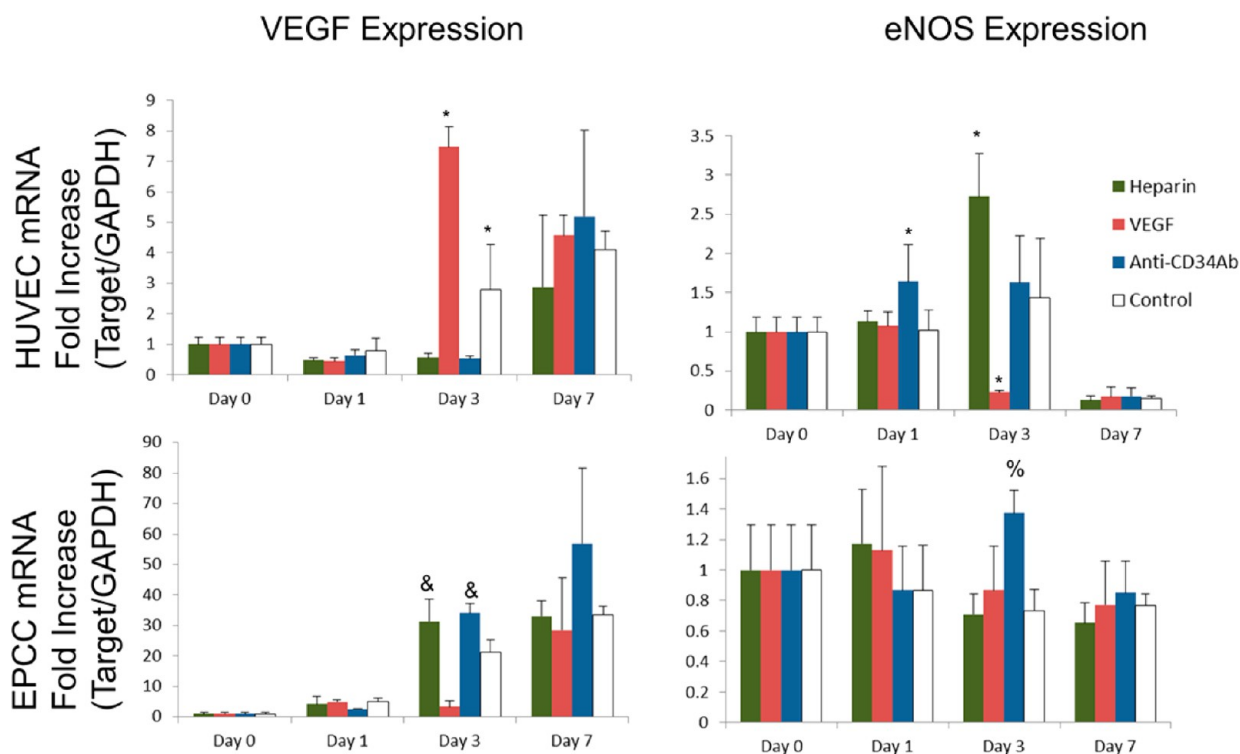 VEGF Expression
eNOS Expression
HUVEC mRNA
Fold Increase
(Target/GAPDH)
9
8
7
6
5
4
3
2
1
0
*
*
Day 0
Day 1
Day 3
Day 7
3.5
3
2.5
2
1.5
1
0.5
0
*
*
*
Day 0
Day 1
Day 3
Day 7
Heparin
VEGF
Anti-CD34Ab
Control
EPCC mRNA
Fold Increase
(Target/GAPDH)
90
80
70
60
50
40
30
20
10
0
&
&
Day 0
Day 1
Day 3
Day 7
1.6
1.4
1.2
1
0.8
0.6
0.4
0.2
0
%
Day 0
Day 1
Day 3
Day 7